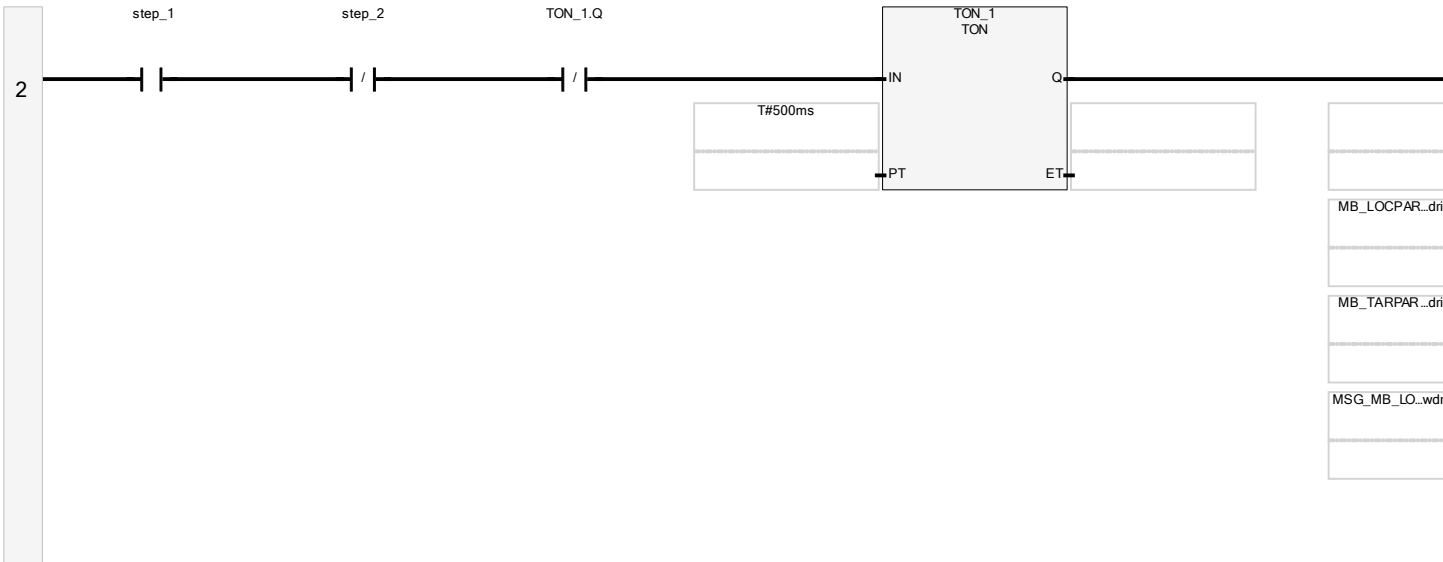 step_1
step_2
TON_1.Q
TON_1
TON
2
/
/
IN
Q
T#500ms
PT
ET
MB_LOCPAR...dri
MB_TARPAR...dri
MSG_MB_LO...wdr